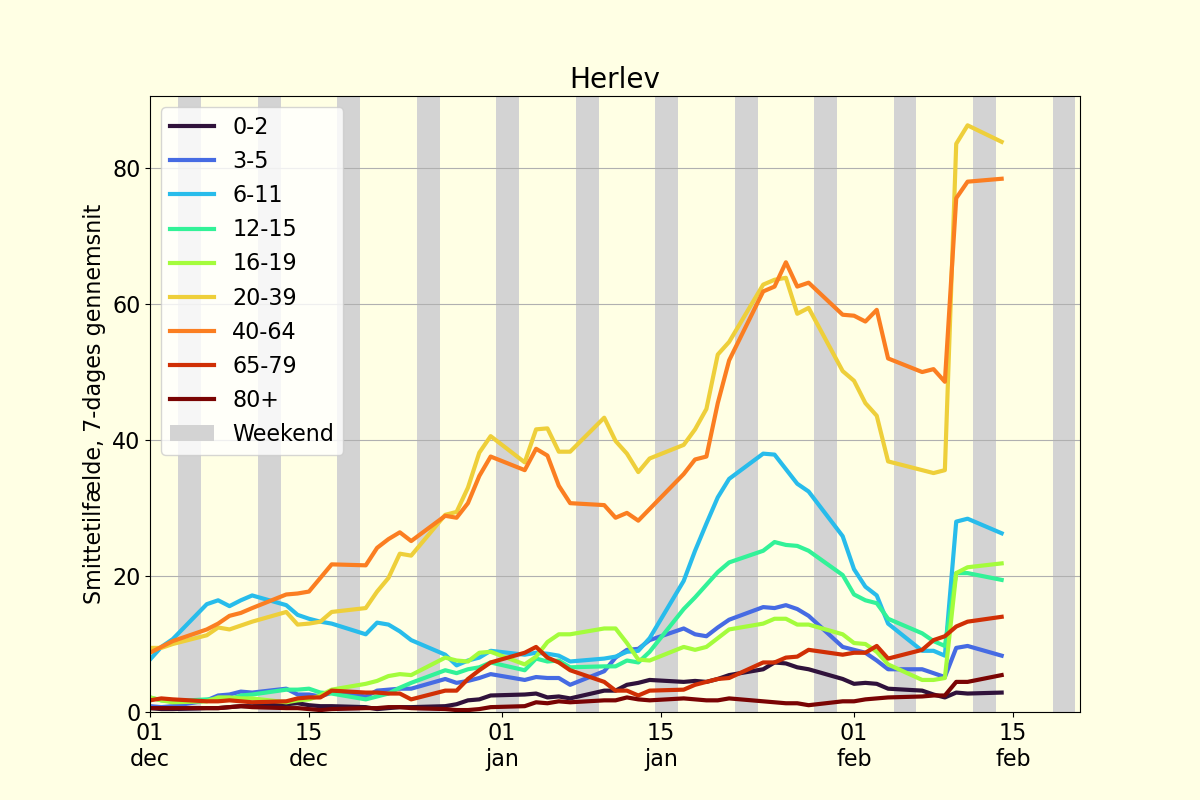 Herlev
Smittetilfælde, 7-dages gennemsnit
80
60
40
20
0
0-2
3-5
6-11
12-15
16-19
20-39
40-64
65-79
80+
Weekend
01 15 01 15 01 15
dec dec jan jan feb feb